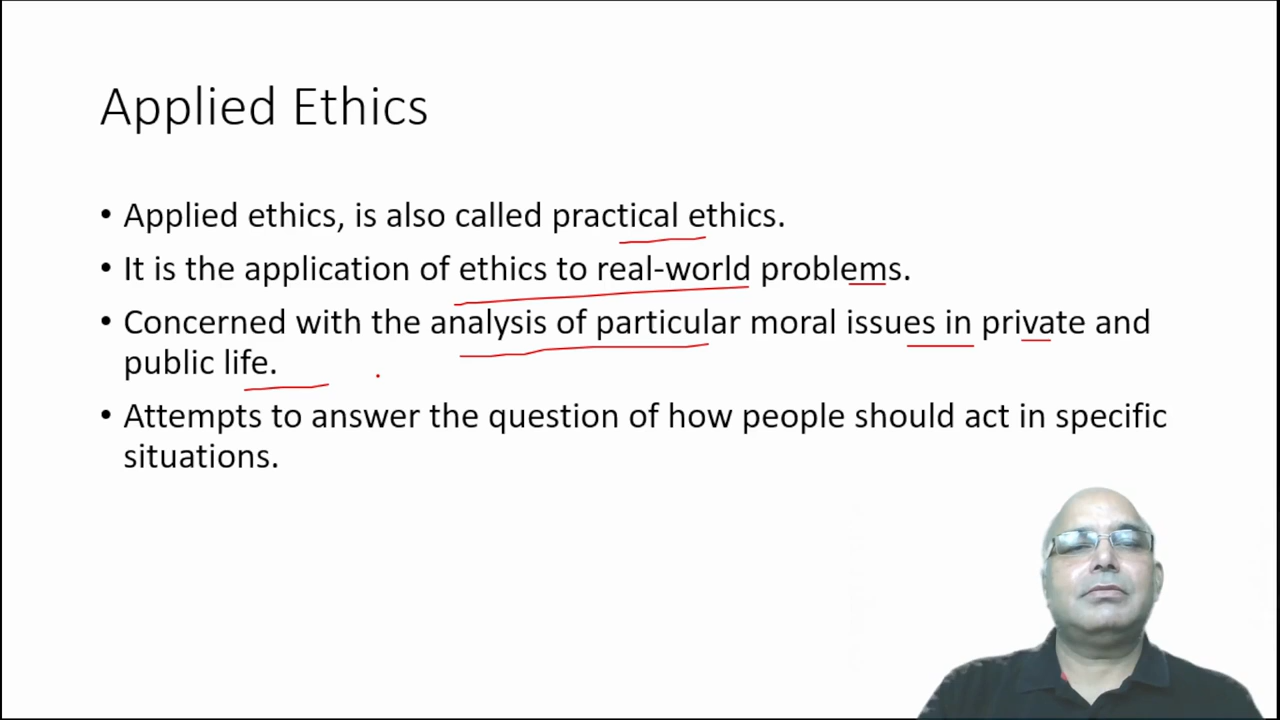 Applied Ethics
• Applied ethics, is also called practical ethics.
• It is the application of ethics to real-world problems.
• Concerned with the analysis of particular moral issues in private and
public life.
• Attempts to answer the question of how people should act in specific
situations.